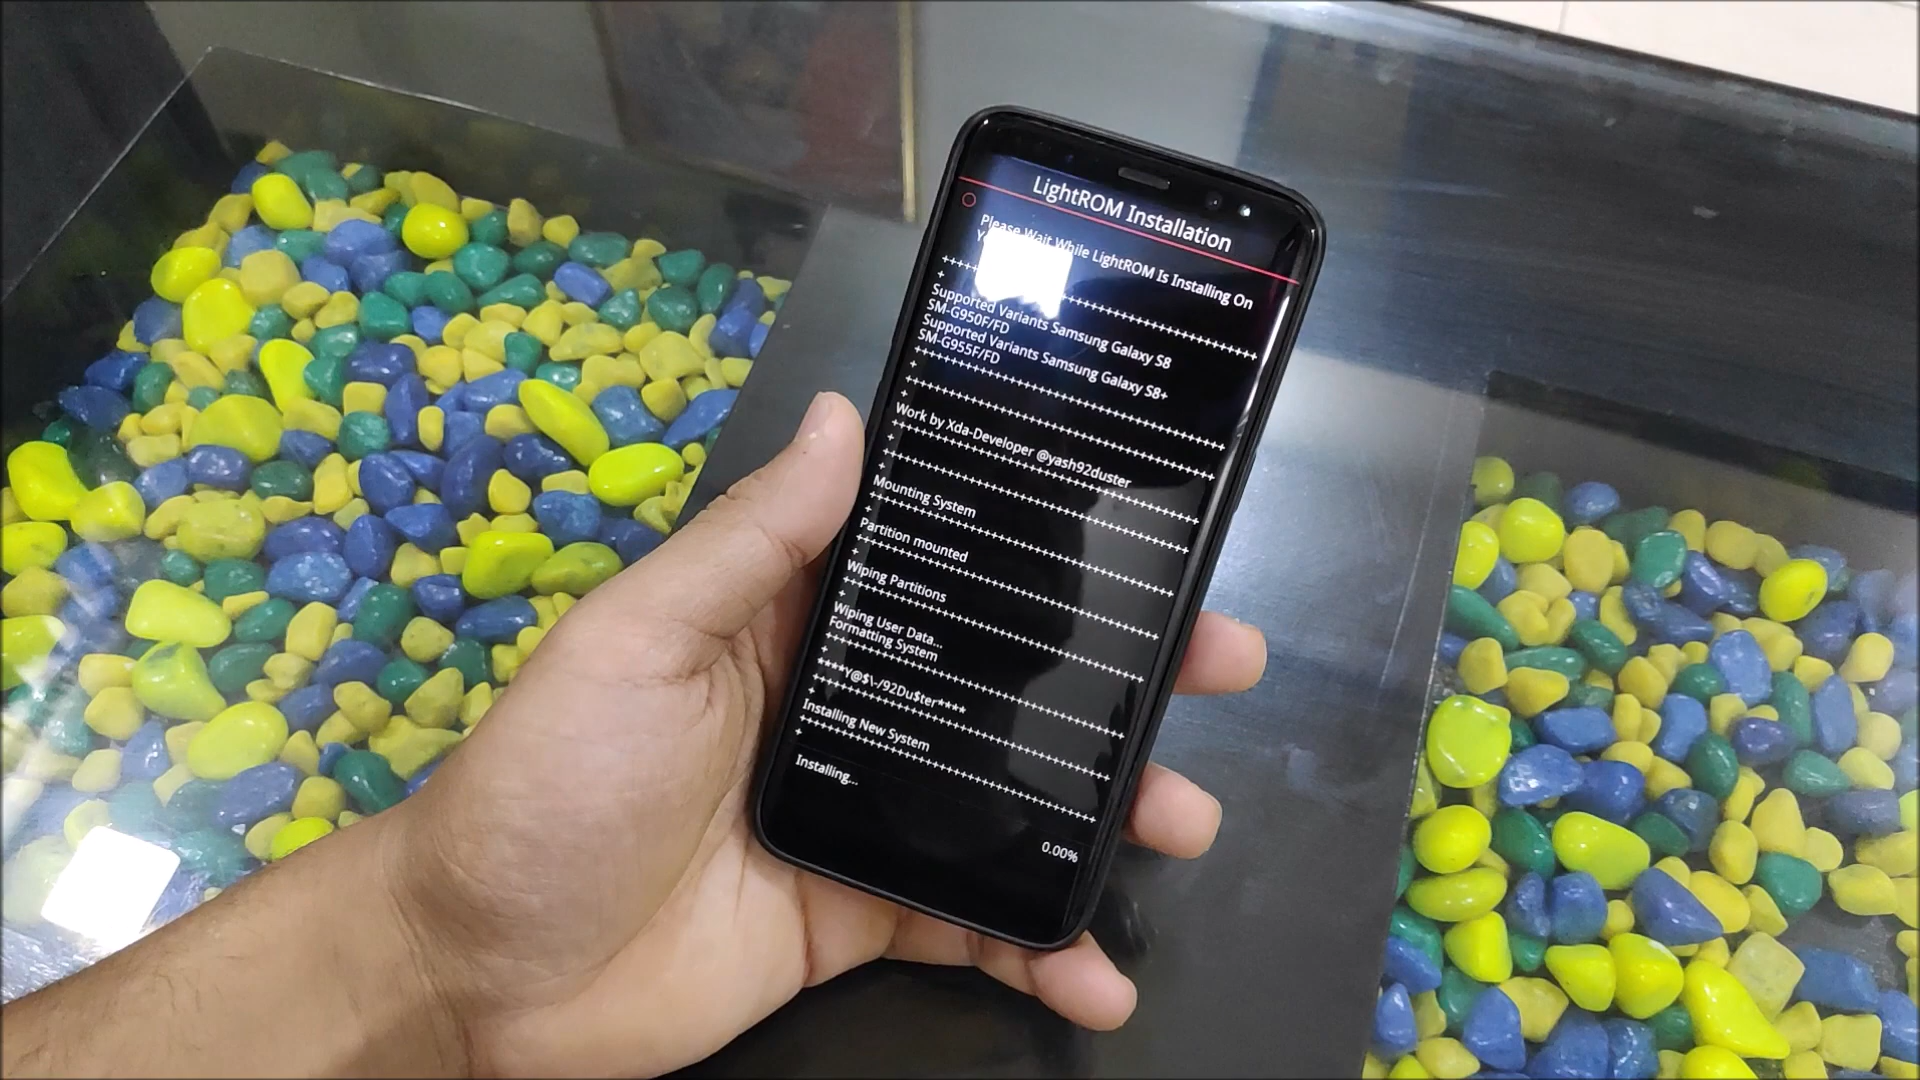 LightROM Installation
Please Wait While LightROM Is Installing On
++++++++++++++++++++++++++++++++++++
+
Supported Variants Samsung Galaxy S8
SM-G950F/FD
Supported Variants Samsung Galaxy S8+
SM-G955F/FD
++++++++++++++++++++++++++++++++++++
+
++++++++++++++++++++++++++++++++++++
+
Work by Xda-Developer @yash92duster
++++++++++++++++++++++++++++++++++++
+
++++++++++++++++++++++++++++++++++++
+
Mounting System
++++++++++++++++++++++++++++++++++++
+
Partition mounted
++++++++++++++++++++++++++++++++++++
+
Wiping Partitions
++++++++++++++++++++++++++++++++++++
+
Wiping User Data...
Formatting System
++++++++++++++++++++++++++++++++++++
+
****Y@$\-/92Du$ter****
++++++++++++++++++++++++++++++++++++
+
Installing New System
++++++++++++++++++++++++++++++++++++
+
Installing...
0.00%